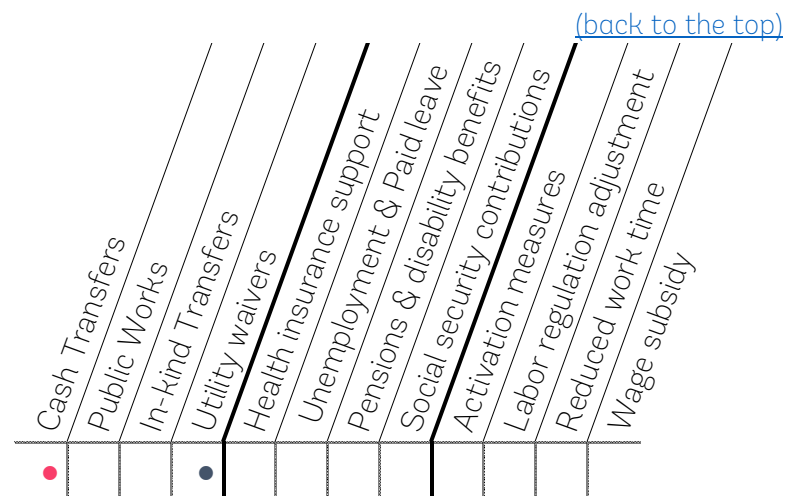 (back to the top)
Cash Transfers
Public Works
In-kind Transfers
Utility waivers
Health insurance support
Unemployment & Paid leave
Pensions & disability benefits
Social security contributions
Activation measures
Labor regulation adjustment
Reduced work time
Wage subsidy